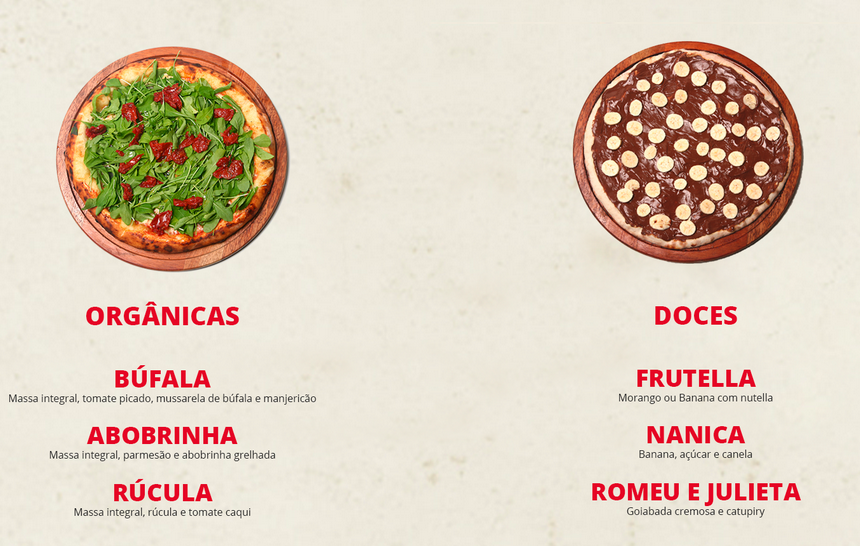 ORGÂNICAS
BÚFALA
Massa integral, tomate picado, mussarela de búfala e manjericão
ABOBRINHA
Massa integral, parmesão e abobrinha grelhada
RÚCULA
Massa integral, rúcula e tomate caqui
DOCES
FRUTELLA
Morango ou Banana com nutella
NANICA
Banana, açúcar e canela
ROMEU E JULIETA
Goiabada cremosa e catupiry